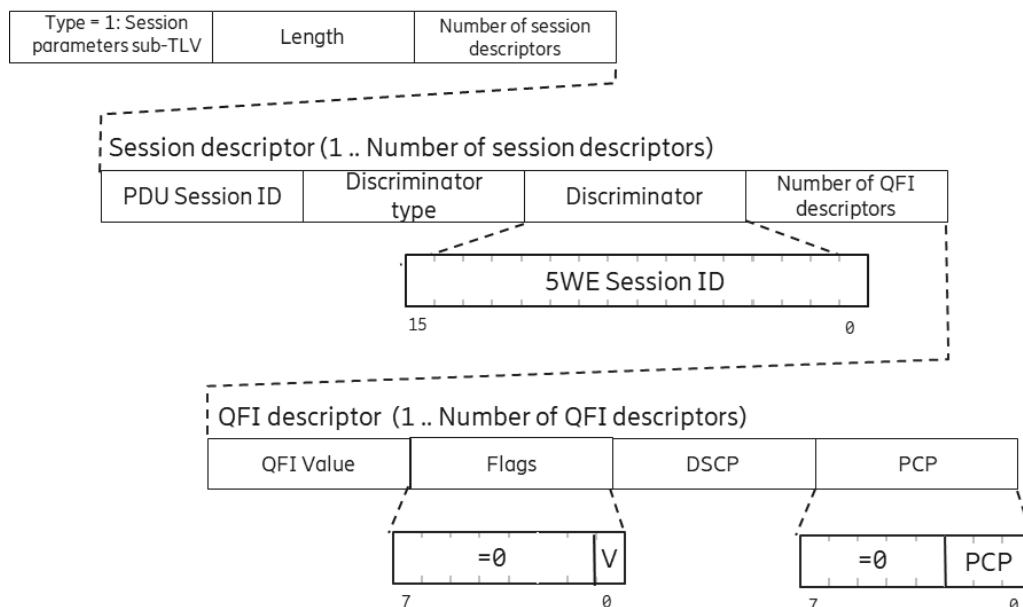 Type = 1: Session
parameters sub-TLV
Length
Number of session
descriptors
Session descriptor (1 .. Number of session descriptors)
PDU Session ID
Discriminator
type
Discriminator
Number of QFI
descriptors
5WE Session ID
15
0
QFI descriptor (1 .. Number of QFI descriptors)
QFI Value
Flags
DSCP
PCP
=0
V
=0
PCP
7
0
7
0